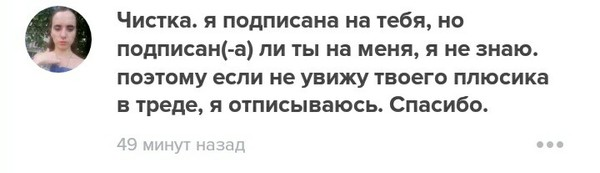 Чистка. я подписана на тебя, но
подписан(-а) ли ты на меня, я не знаю.
поэтому если не увижу твоего плюсика
в треде, я отписываюсь. Спасибо.
49 минут назад